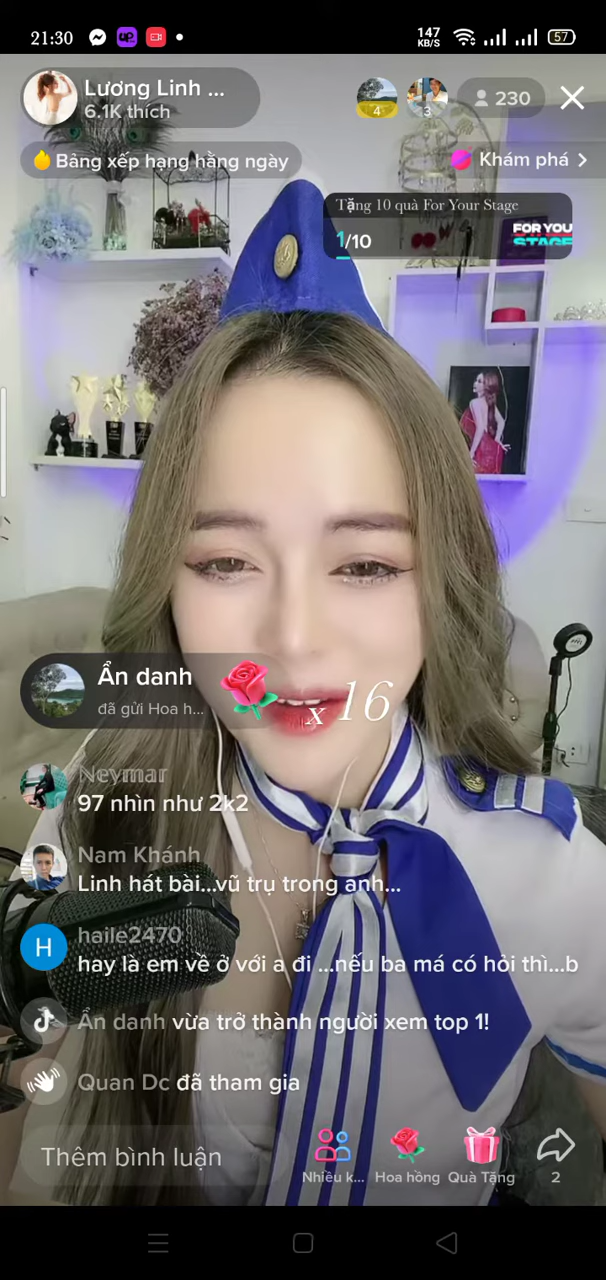 21:30
147
KB/S
57
Lương Linh ...
6.1K thích
4
3
230
Bảng xếp hạng hằng ngày
Khám phá
Tặng 10 quà For Your Stage
1/10
FOR YOU
STAGE
Ẩn danh
đã gửi Hoa h...
x 16
Neymar
97 nhìn như 2k2
Nam Khánh
Linh hát bài...vũ trụ trong anh...
H
haile2470
hay là em về ở với a đi ...nếu ba má có hỏi thì...b
Ẩn danh vừa trở thành người xem top 1!
Quan Dc đã tham gia
Thêm bình luận
Nhiều k...
Hoa hồng
Quà Tặng
2